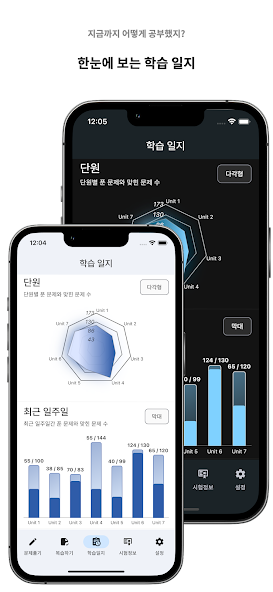 지금까지 어떻게 공부했지?
한눈에 보는 학습 일지
12:05
학습 일지
단원
다각형
단원별 푼 문제와 맞힌 문제 수
Unit 1
173
Unit 7
130
Unit 2
86
막대
124 / 130
65 / 120
/ 99
Unit 5
Unit 6
Unit 7
시험정보
설정
12:04
학습 일지
단원
다각형
단원별 푼 문제와 맞힌 문제 수
Unit 1
173
Unit 7
130
Unit 2
86
43
Unit 6
Unit 3
Unit 5
Unit 4
최근 일주일
막대
최근 일주일간 푼 문제와 맞힌 문제 수
55 / 100
38 / 85
70 / 83
55 / 144
40 / 99
124 / 130
65 / 120
Unit 1
Unit 2
Unit 3
Unit 4
Unit 5
Unit 6
Unit 7
문제풀기
복습하기
학습일지
시험정보
설정